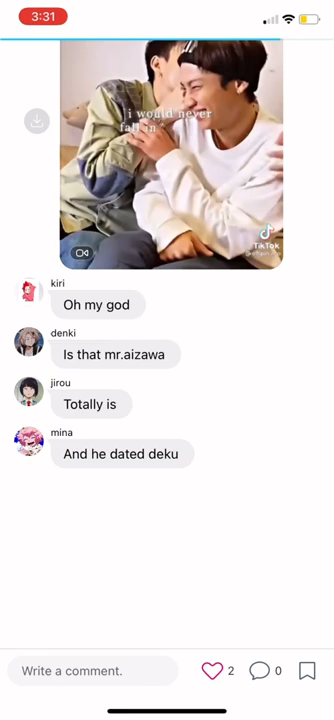 3:31
i would never
fall in
TikTok
kiri
Oh my god
denki
Is that mr.aizawa
jirou
Totally is
mina
And he dated deku
Write a comment.
2
0